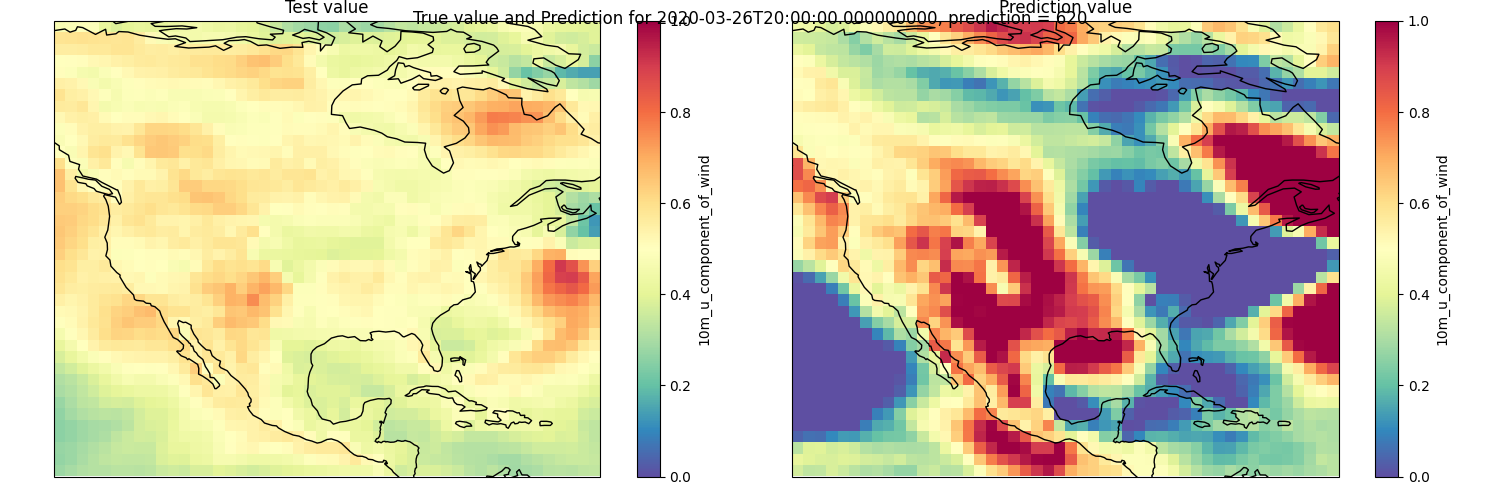 Test value
True value and Prediction for 2020-03-26T20:00:00.000000000, prediction = 620
Prediction value
1.0
0.8
0.6
0.4
0.2
0.0
10m_u_component_of_wind
1.0
0.8
0.6
0.4
0.2
0.0
10m_u_component_of_wind